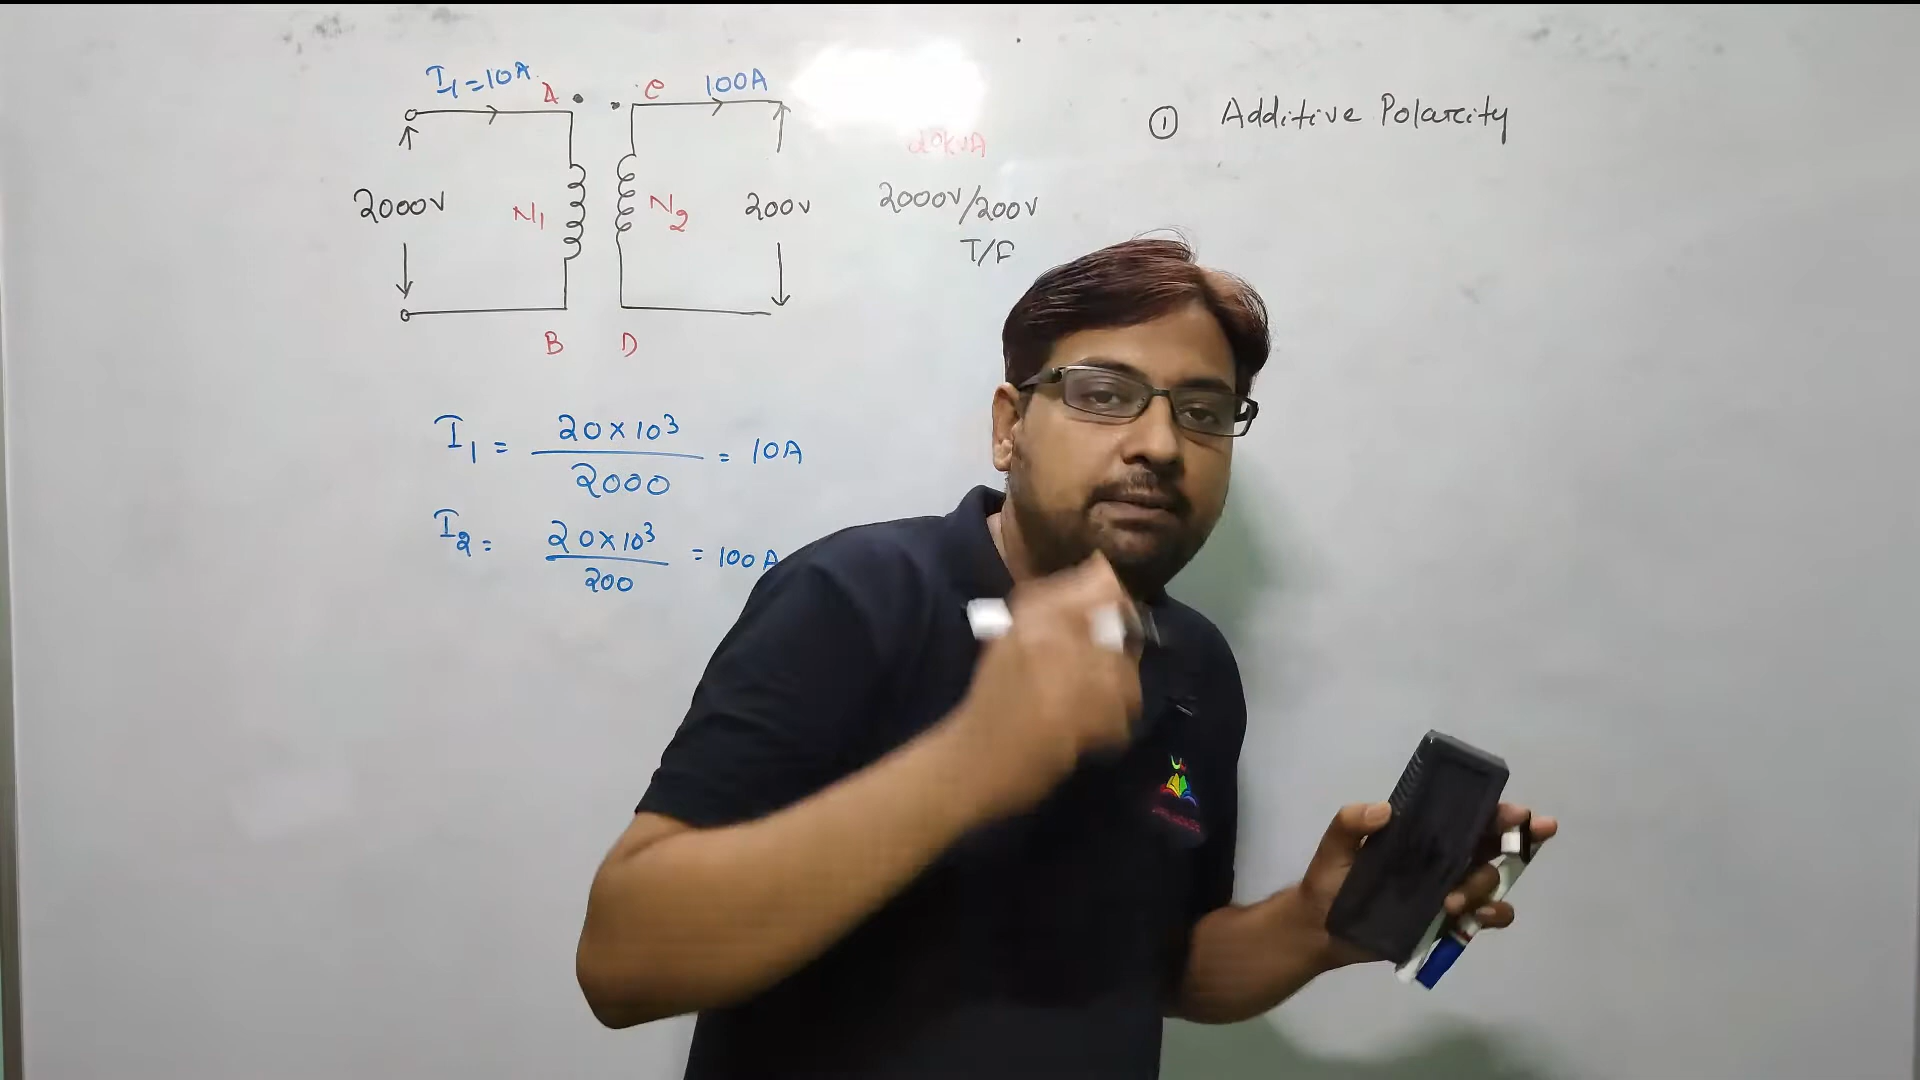 I1 = 10A
A
C
100A
2000V
N1
N2
200V
B
D
20KVA
2000V/200V
T/F
① Additive Polarcity
I1 = 20×10³ / 2000 = 10A
I2 = 20×10³ / 200 = 100A